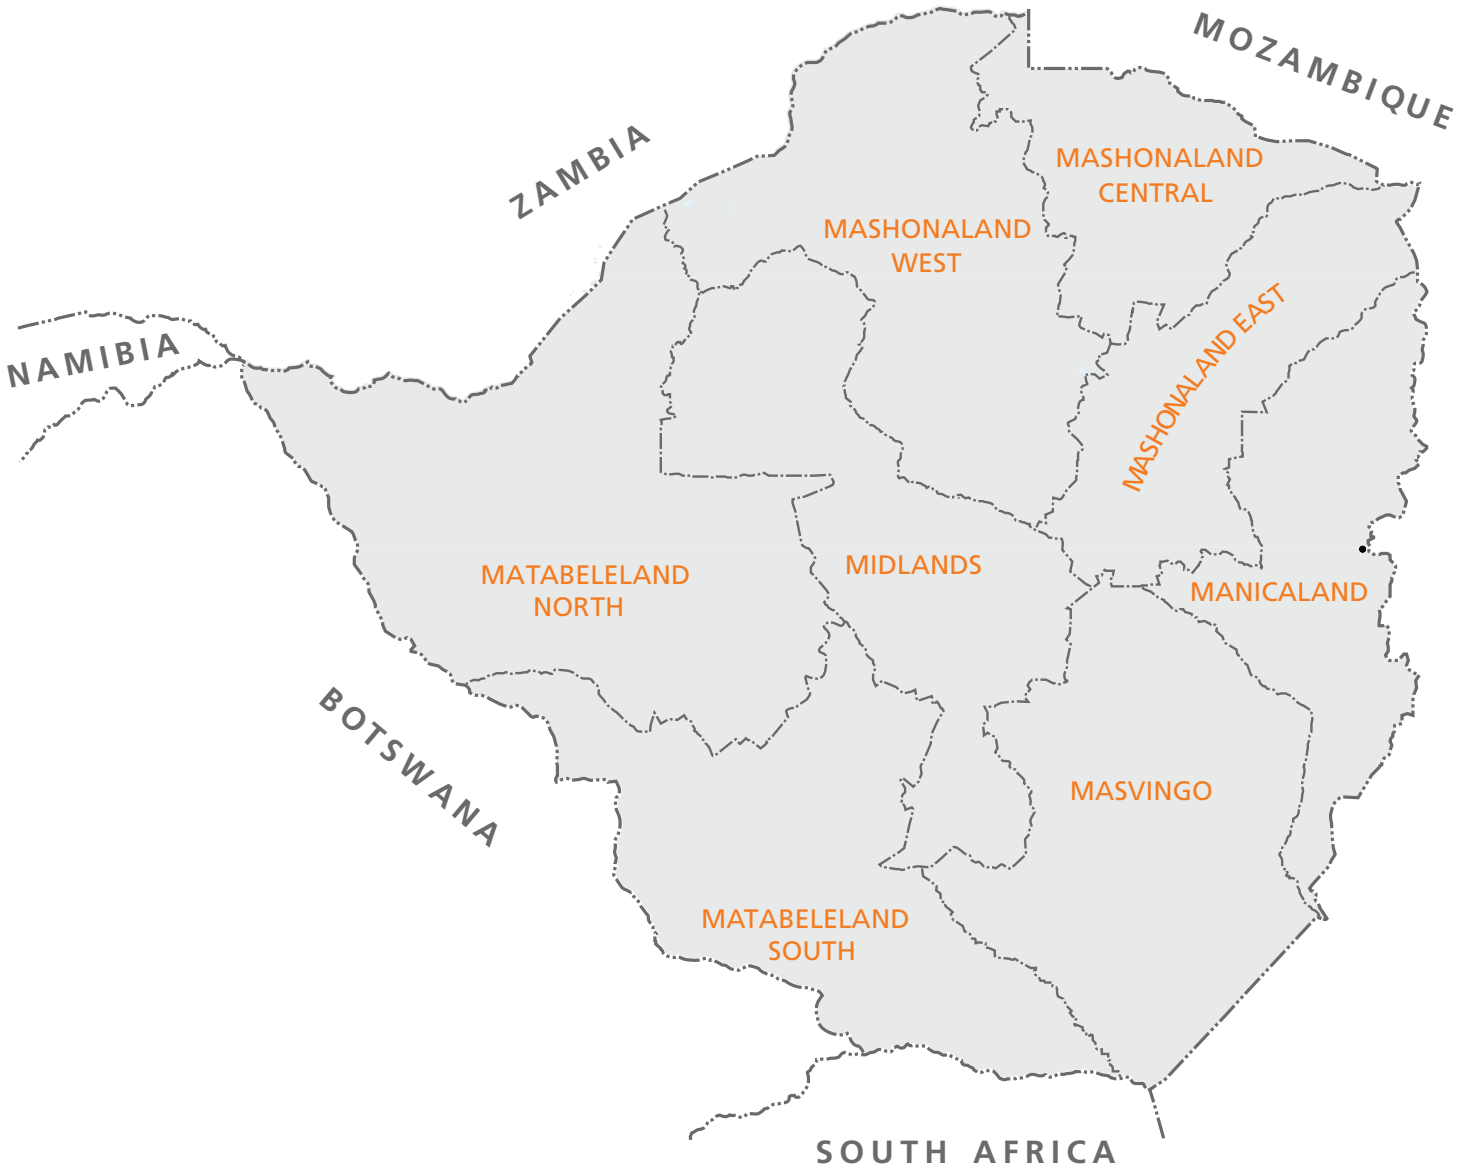 MOZAMBIQUE
ZAMBIA
MASHONALAND
CENTRAL
MASHONALAND
WEST
MASHONALAND EAST
NAMIBIA
MATABELELAND
NORTH
MIDLANDS
MANICALAND
BOTSWANA
MASVINGO
MATABELELAND
SOUTH
SOUTH AFRICA